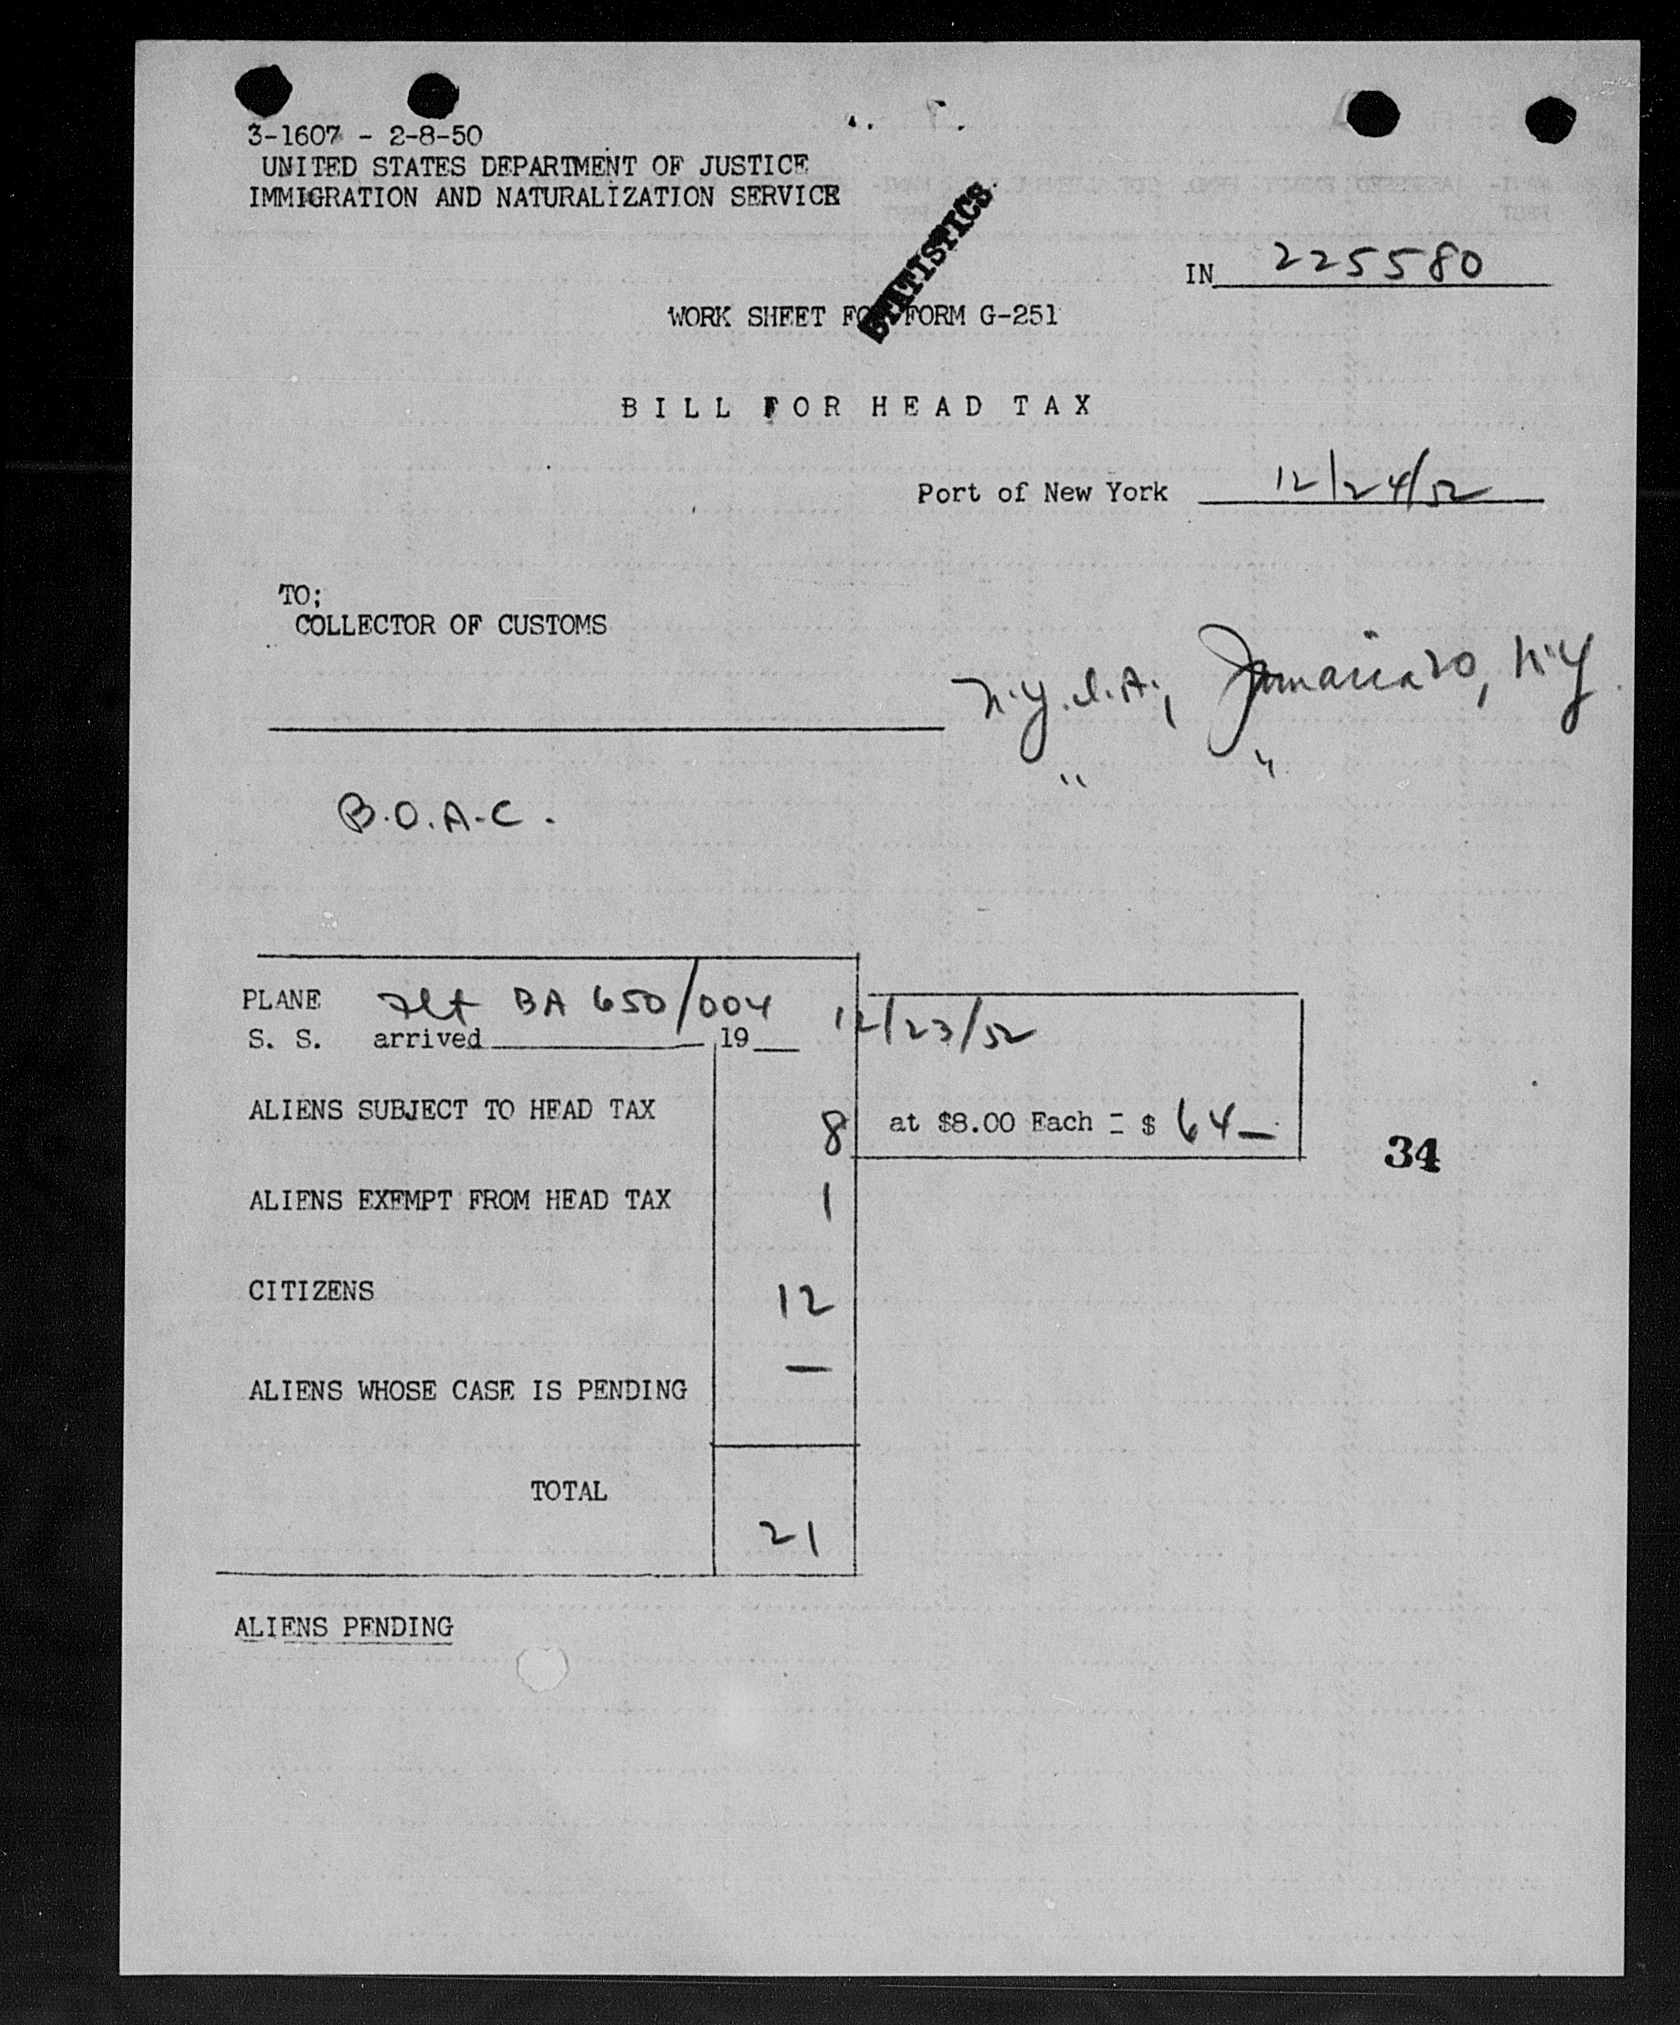 3-1607 - 2-8-50
UNITED STATES DEPARTMENT OF JUSTICE
IMMIGRATION AND NATURALIZATION SERVICE
STATISTICS
IN 225580
WORK SHEET FOR FORM G-251
BILL FOR HEAD TAX
Port of New York 12/24/52
TO;
COLLECTOR OF CUSTOMS
N.Y.I.A., Jamaica 20, N.Y.
" "
B.O.A.C.
PLANE Flt BA 650/004 12/23/52
S. S. arrived 19
ALIENS SUBJECT TO HEAD TAX 8 at $8.00 Each = $ 64 —
34
ALIENS EXEMPT FROM HEAD TAX 1
CITIZENS 12
ALIENS WHOSE CASE IS PENDING —
TOTAL
21
ALIENS PENDING